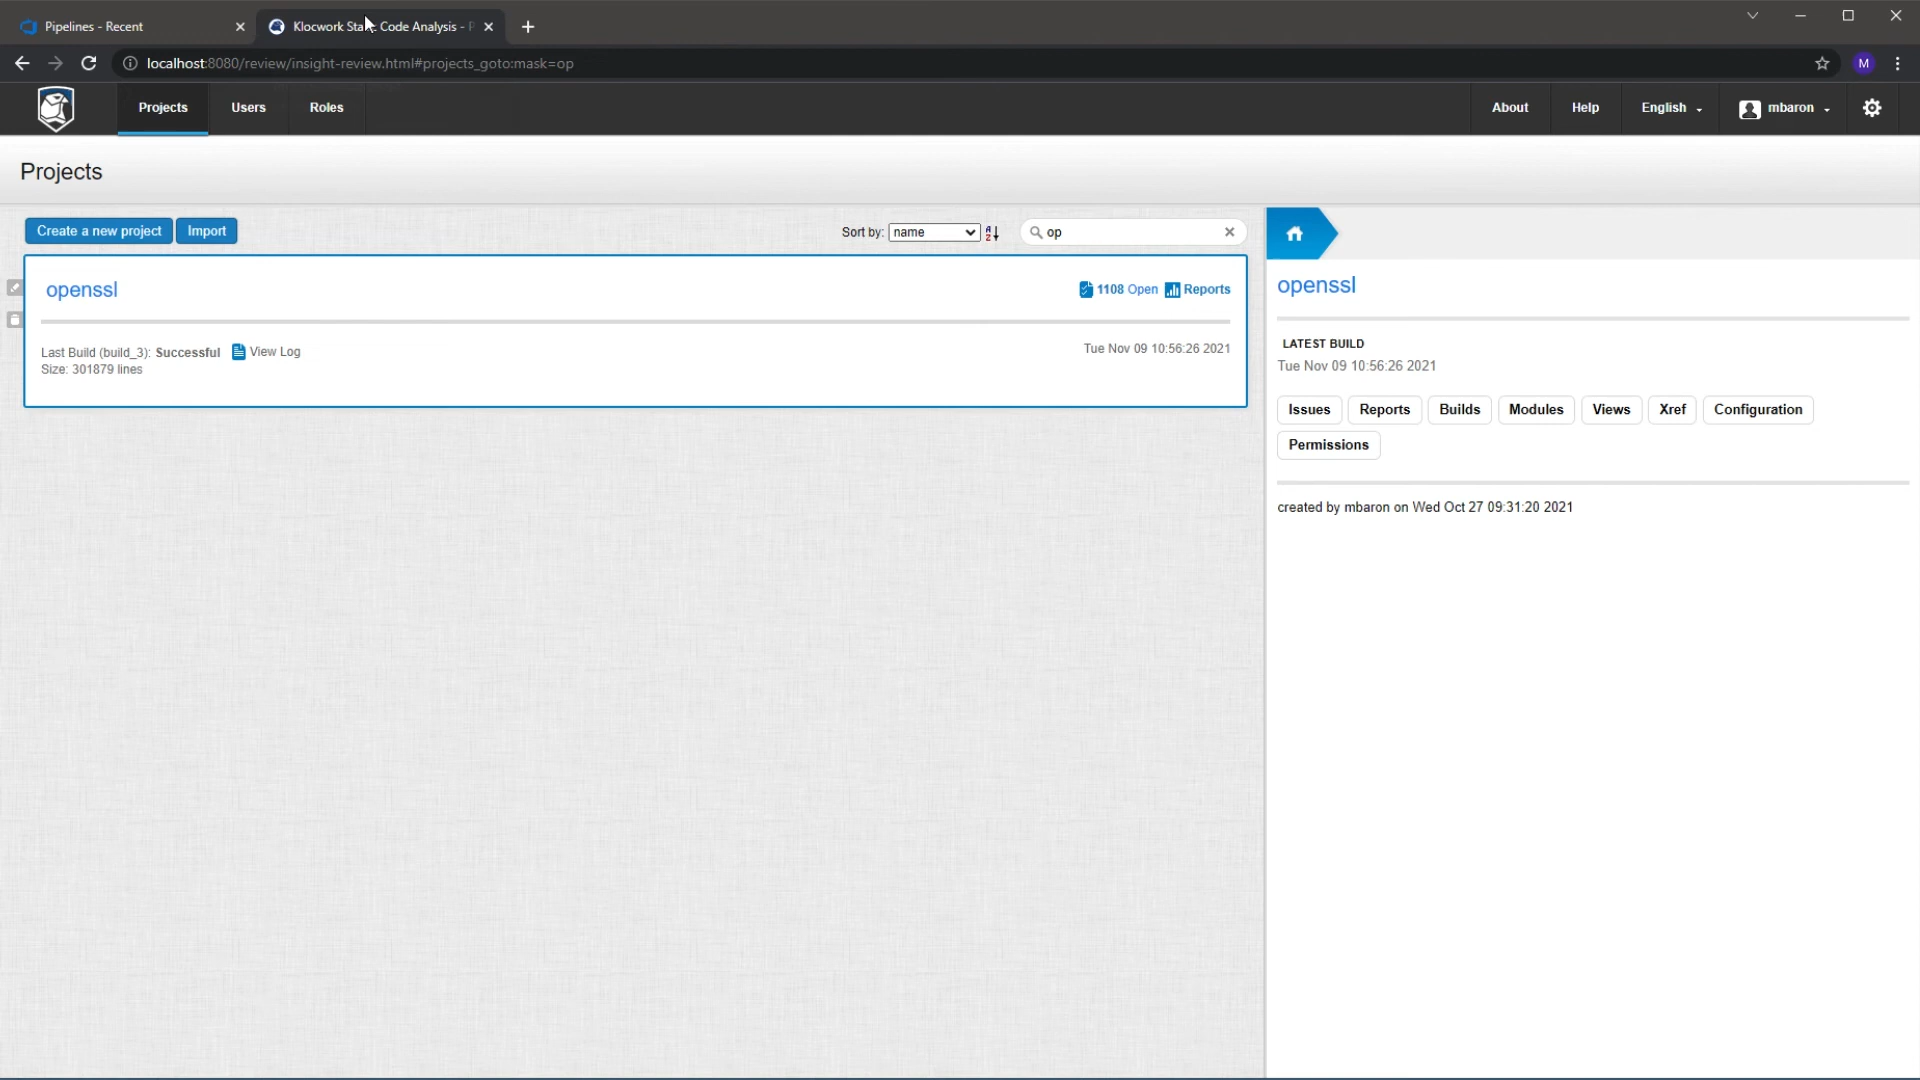 Pipelines - Recent
Klocwork Sta Code Analysis - P
localhost:8080/review/insight-review.html#projects_goto:mask=op
M
Projects
Users
Roles
About
Help
English
mbaron
Projects
Create a new project
Import
Sort by: name
op
openssl
1108 Open
Reports
Last Build (build_3): Successful
View Log
Tue Nov 09 10:56:26 2021
Size: 301879 lines
openssl
LATEST BUILD
Tue Nov 09 10:56:26 2021
Issues
Reports
Builds
Modules
Views
Xref
Configuration
Permissions
created by mbaron on Wed Oct 27 09:31:20 2021